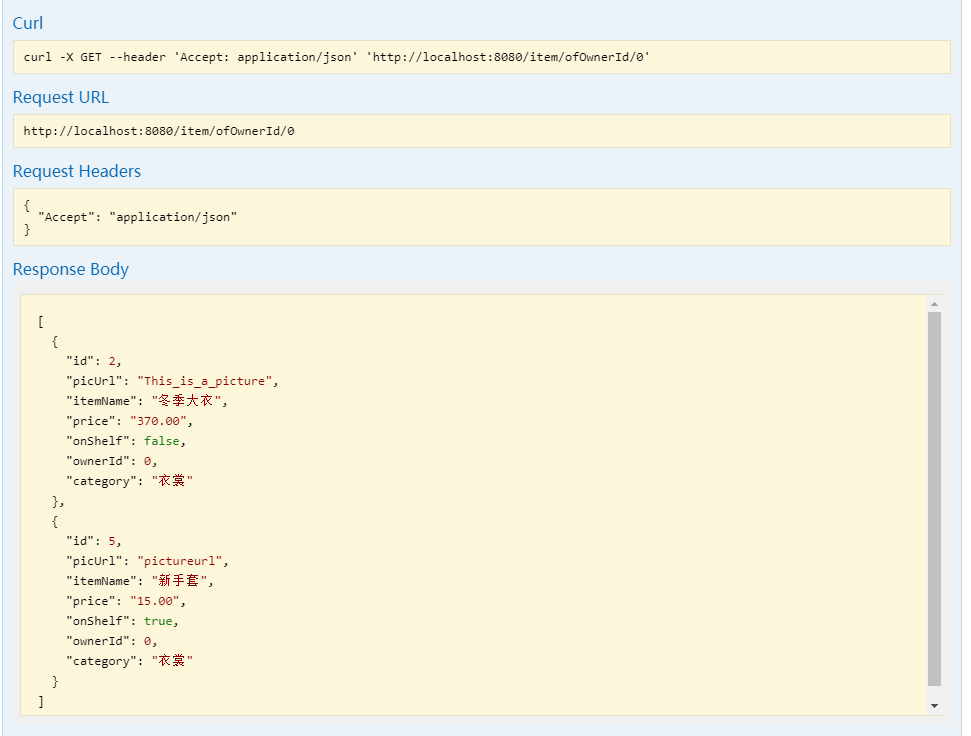 Curl
curl -X GET --header 'Accept: application/json' 'http://localhost:8080/item/ofOwnerId/0'
Request URL
http://localhost:8080/item/ofOwnerId/0
Request Headers
{
  "Accept": "application/json"
}
Response Body
[
  {
    "id": 2,
    "picUrl": "This_is_a_picture",
    "itemName": "冬季大衣",
    "price": "370.00",
    "onShelf": false,
    "ownerId": 0,
    "category": "衣裳"
  },
  {
    "id": 5,
    "picUrl": "pictureurl",
    "itemName": "新手套",
    "price": "15.00",
    "onShelf": true,
    "ownerId": 0,
    "category": "衣裳"
  }
]